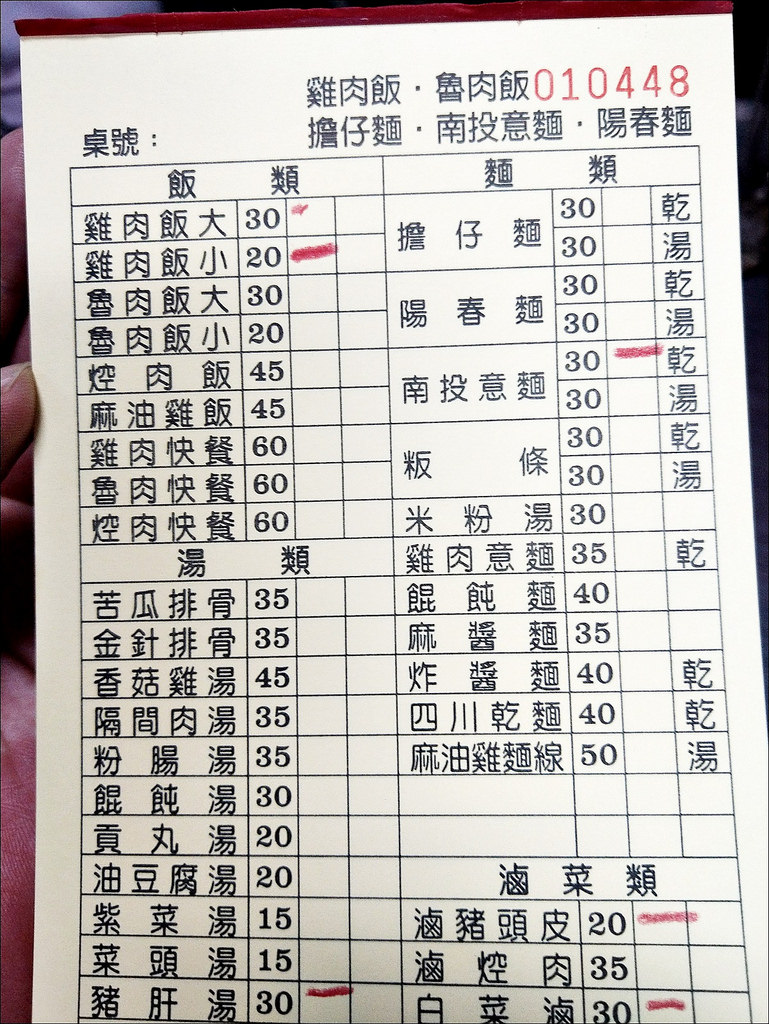 雞肉飯·魯肉飯 010448
擔仔麵·南投意麵·陽春麵
桌號：
飯類
雞肉飯大 30
雞肉飯小 20
魯肉飯大 30
魯肉飯小 20
焢肉飯 45
麻油雞飯 45
雞肉快餐 60
魯肉快餐 60
焢肉快餐 60
湯類
苦瓜排骨 35
金針排骨 35
香菇雞湯 45
隔間肉湯 35
粉腸湯 35
餛飩湯 30
貢丸湯 20
油豆腐湯 20
紫菜湯 15
菜頭湯 15
豬肝湯 30
麵類
擔仔麵 30 乾
30 湯
陽春麵 30 乾
30 湯
南投意麵 30 乾
30 湯
粄條 30 乾
30 湯
米粉湯 30
雞肉意麵 35 乾
餛飩麵 40
麻醬麵 35
炸醬麵 40 乾
四川乾麵 40 乾
麻油雞麵線 50 湯
滷菜類
滷豬頭皮 20
滷焢肉 35
白菜滷 30